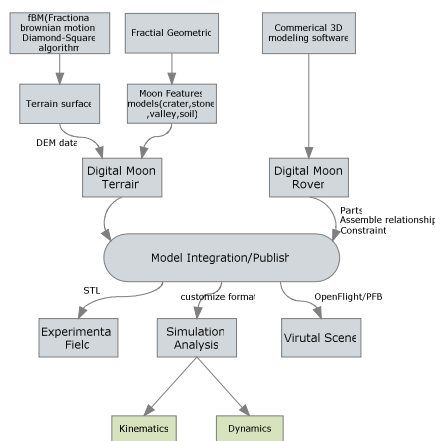 fBM(Fractiona
brownian motion
Diamond-Square
algorithm
Fractial Geometric
Commerical 3D
modeling software
Terrain surface
Moon Features
models(crater,stone
,valley,soil)
DEM data
Digital Moon
Terrain
Digital Moon
Rover
Parts
Assemble relationship
Constraint
Model Integration/Publish
STL
customize format
OpenFlight/PFB
Experimenta
Field
Simulation
Analysis
Virutal Scene
Kinematics
Dynamics